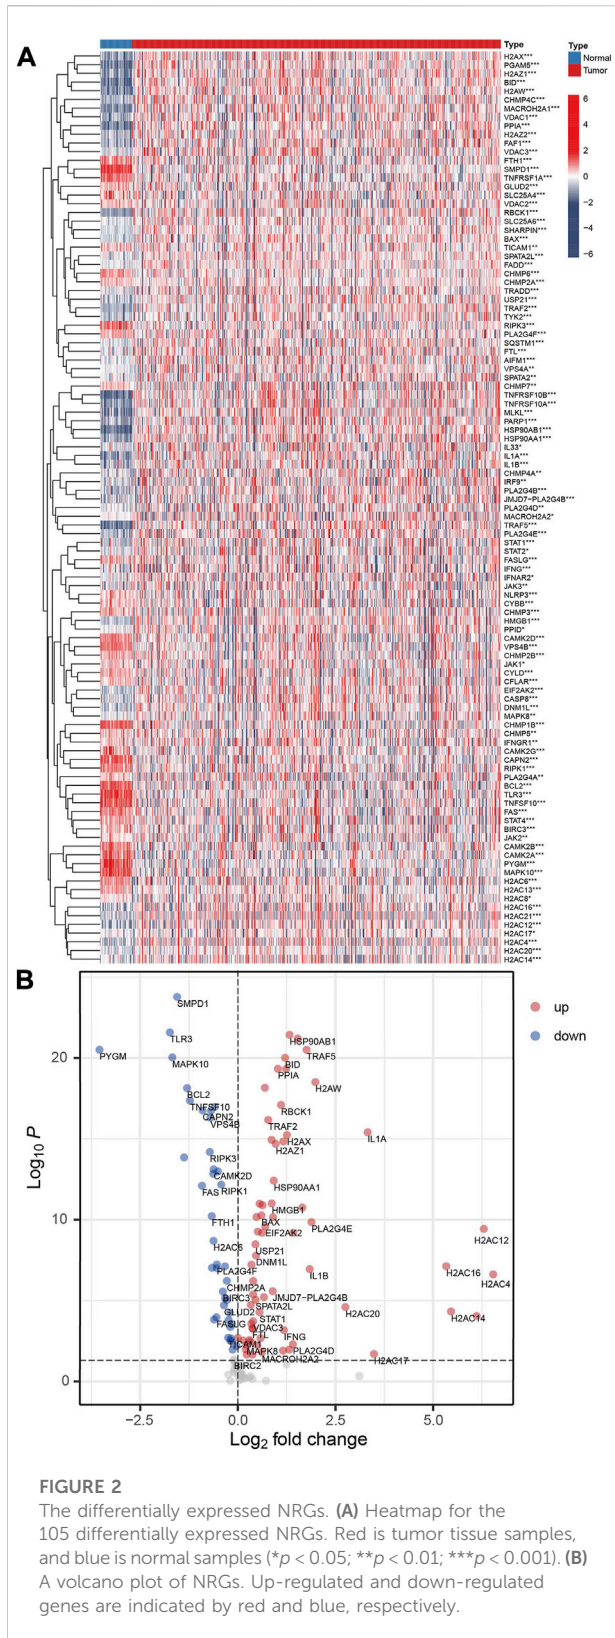 A
Type
H2AX***
PGAM5***
H2AZ1***
BID***
H2AW***
CHMP4C***
MACROH2A1***
VDAC1***
PPIA***
H2AZ2***
FAF1***
VDAC3***
FTH1***
SMPD1***
TNFRSF1A***
GLUD2***
SLC25A4***
VDAC2***
RBCK1***
SLC25A6***
SHARPIN***
BAX***
TICAM1**
SPATA2L***
FADD***
CHMP6***
CHMP2A***
TRADD***
USP21***
TRAF2***
TYK2***
RIPK3***
PLA2G4F***
SQSTM1***
FTL***
AIFM1***
VPS4A**
SPATA2**
CHMP7**
TNFRSF10B***
TNFRSF10A***
MLKL***
PARP1***
HSP90AB1***
HSP90AA1***
IL33*
IL1A***
IL1B***
CHMP4A**
IRF9**
PLA2G4B***
JMJD7−PLA2G4B***
PLA2G4D**
MACROH2A2*
TRAF5***
PLA2G4E***
STAT1***
STAT2*
FASLG***
IFNG***
IFNAR2*
JAK3**
NLRP3***
CYBB***
CHMP3***
HMGB1***
PPID*
CAMK2D***
VPS4B***
CHMP2B***
JAK1*
CYLD***
CFLAR***
EIF2AK2***
CASP8***
DNM1L***
MAPK8**
CHMP1B***
CHMP5**
IFNGR1**
CAMK2G***
CAPN2***
RIPK1***
PLA2G4A**
BCL2***
TLR3***
TNFSF10***
FAS***
STAT4***
BIRC3***
JAK2**
CAMK2B***
CAMK2A***
PYGM***
MAPK10***
H2AC6***
H2AC13***
H2AC8*
H2AC16***
H2AC21***
H2AC12***
H2AC17*
H2AC4***
H2AC20***
H2AC14***
Type
Normal
Tumor
6
4
2
0
−2
−4
−6
B
SMPD1
TLR3
PYGM
MAPK10
HSP90AB1
TRAF5
BID
PPIA
H2AW
BCL2
TNFSF10
CAPN2
VPS4B
RBCK1
TRAF2
H2AX
H2AZ1
IL1A
RIPK3
CAMK2D
FAS
RIPK1
HSP90AA1
HMGB1
FTH1
BAX
PLA2G4E
EIF2AK2
H2AC12
H2AC6
USP21
DNM1L
PLA2G4F
IL1B
H2AC16
H2AC4
CHMP2A
BIRC3
JMJD7−PLA2G4B
SPATA2L
GLUD2
H2AC20
FASLG
STAT1
H2AC14
VDAC3
FTL
IFNG
TICAM1
MAPK8
PLA2G4D
MACROH2A2
H2AC17
BIRC2
up
down
20
10
0
Log10 P
−2.5
0.0
2.5
5.0
Log2 fold change
FIGURE 2
The differentially expressed NRGs. (A) Heatmap for the
105 differentially expressed NRGs. Red is tumor tissue samples,
and blue is normal samples (*p < 0.05; **p < 0.01; ***p < 0.001). (B)
A volcano plot of NRGs. Up-regulated and down-regulated
genes are indicated by red and blue, respectively.